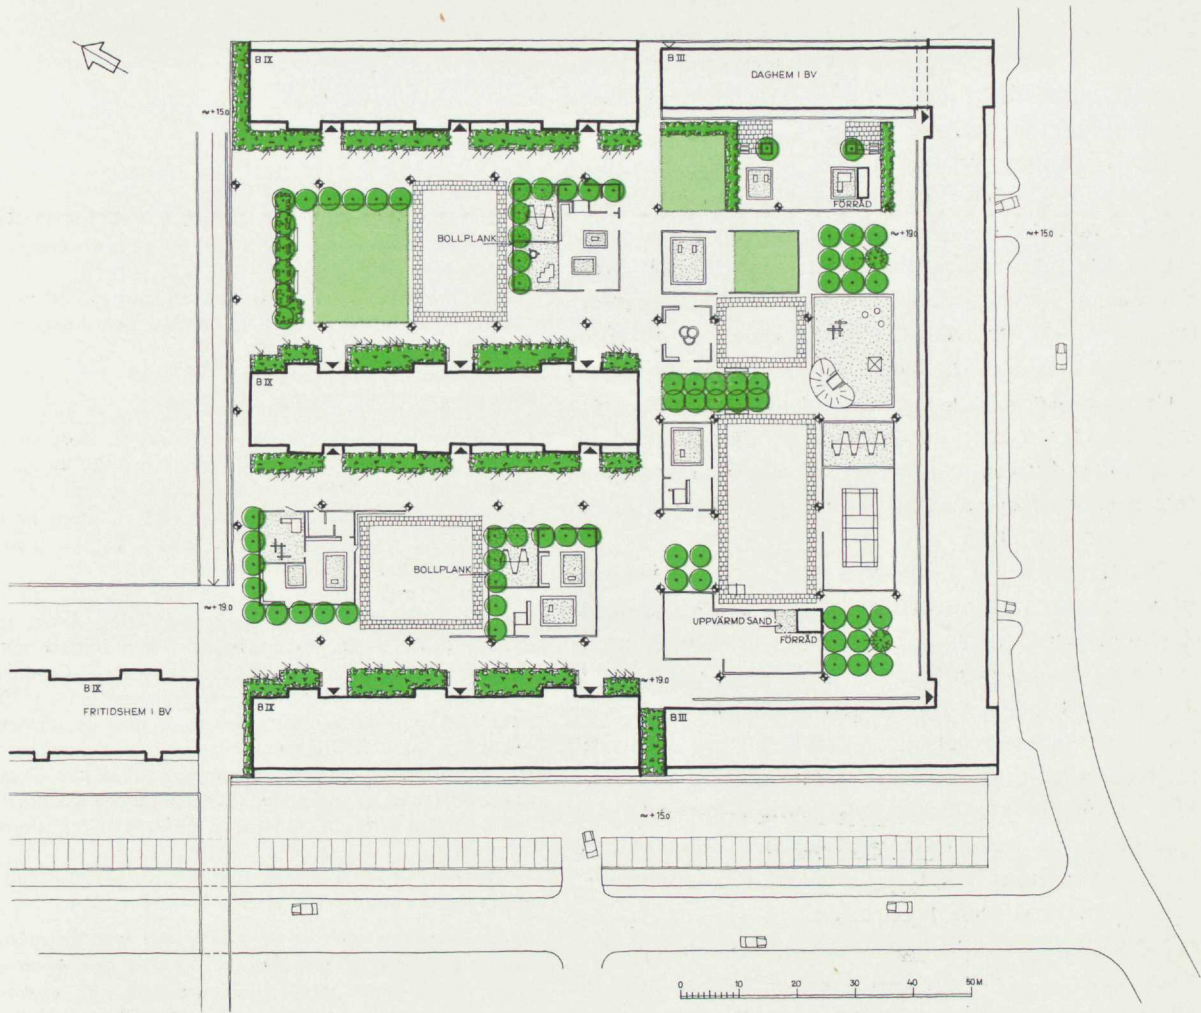 B IX
B III
DAGHEM I BV
~+15.0
FÖRRÅD
BOLLPLANK
~+19.0
~+15.0
B IX
BOLLPLANK
~+19.0
UPPVÄRMD SAND
FÖRRÅD
~+19.0
B IX
FRITIDSHEM I BV
B IX
B III
~+15.0
0 10 20 30 40 50 M